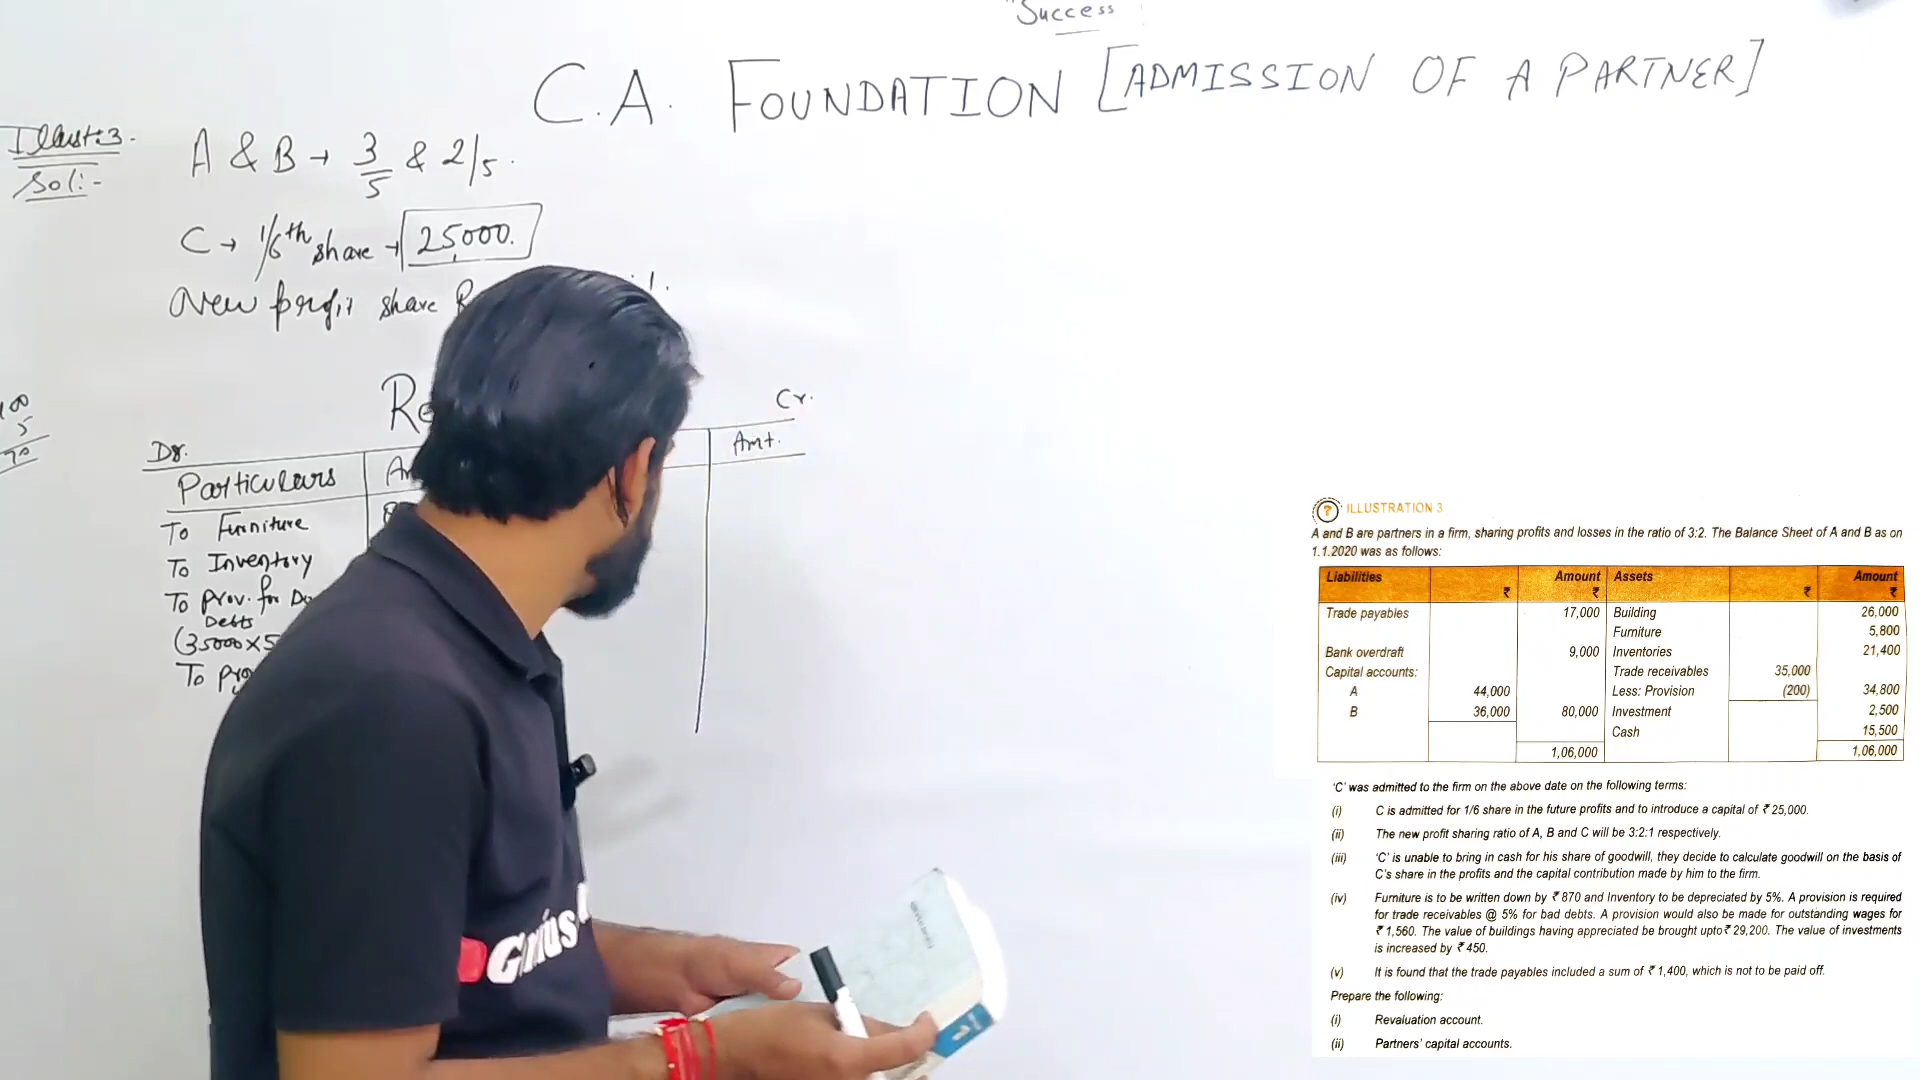 "Success
C.A. FOUNDATION [ADMISSION OF A PARTNER]
Illust:3.
Sol:-
A & B → 3/5 & 2/5.
C → 1/6th share → 25,000.
New profit share
Dr.
Cr.
Particulars
Amt.
To Furniture
To Inventory
To Prov. for
Debts
(35000×5
To
? ILLUSTRATION 3
A and B are partners in a firm, sharing profits and losses in the ratio of 3:2. The Balance Sheet of A and B as on
1.1.2020 was as follows:
Liabilities Amount Assets Amount
₹ ₹ ₹ ₹
Trade payables 17,000 Building 26,000
Furniture 5,800
Bank overdraft 9,000 Inventories 21,400
Capital accounts: Trade receivables 35,000
A 44,000 Less: Provision (200) 34,800
B 36,000 80,000 Investment 2,500
Cash 15,500
1,06,000 1,06,000
'C' was admitted to the firm on the above date on the following terms:
(i) C is admitted for 1/6 share in the future profits and to introduce a capital of ₹ 25,000.
(ii) The new profit sharing ratio of A, B and C will be 3:2:1 respectively.
(iii) 'C' is unable to bring in cash for his share of goodwill, they decide to calculate goodwill on the basis of
C's share in the profits and the capital contribution made by him to the firm.
(iv) Furniture is to be written down by ₹ 870 and Inventory to be depreciated by 5%. A provision is required
for trade receivables @ 5% for bad debts. A provision would also be made for outstanding wages for
₹ 1,560. The value of buildings having appreciated be brought upto ₹ 29,200. The value of investments
is increased by ₹ 450.
(v) It is found that the trade payables included a sum of ₹ 1,400, which is not to be paid off.
Prepare the following:
(i) Revaluation account.
(ii) Partners' capital accounts.